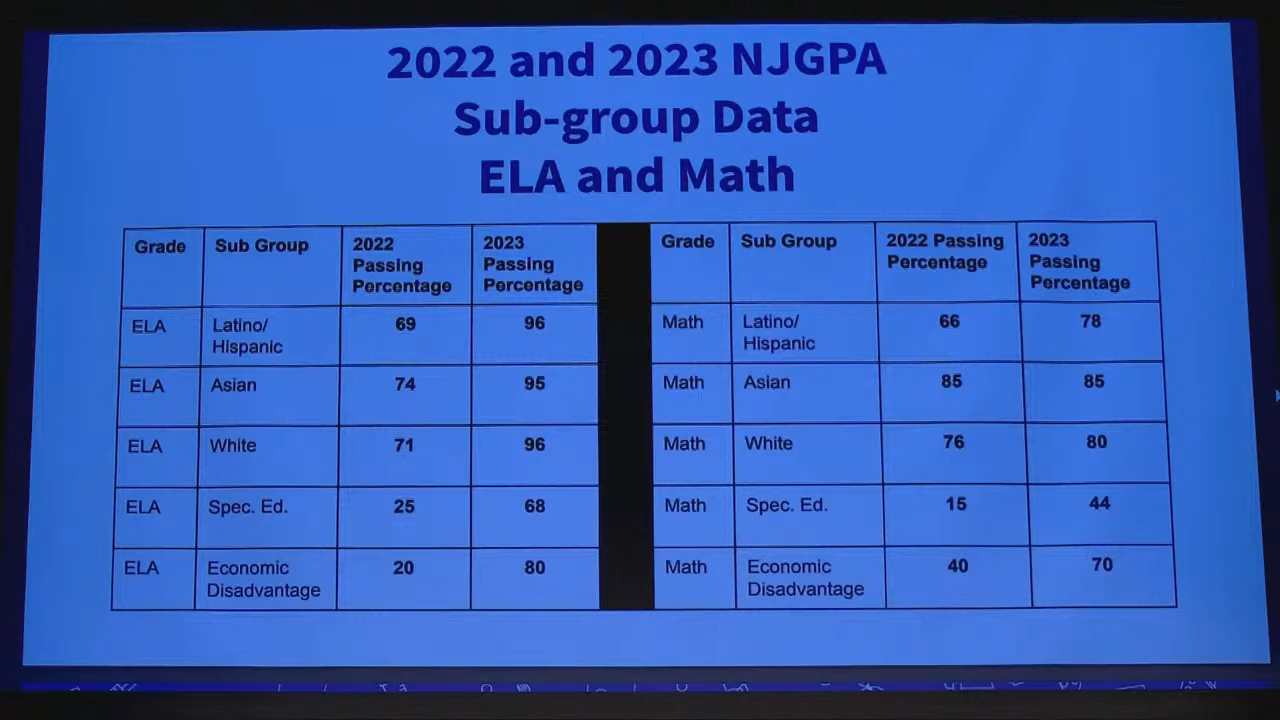 2022 and 2023 NJGPA
Sub-group Data
ELA and Math
Grade Sub Group 2022 Passing Percentage 2023 Passing Percentage
ELA Latino/ Hispanic 69 96
ELA Asian 74 95
ELA White 71 96
ELA Spec. Ed. 25 68
ELA Economic Disadvantage 20 80
Grade Sub Group 2022 Passing Percentage 2023 Passing Percentage
Math Latino/ Hispanic 66 78
Math Asian 85 85
Math White 76 80
Math Spec. Ed. 15 44
Math Economic Disadvantage 40 70